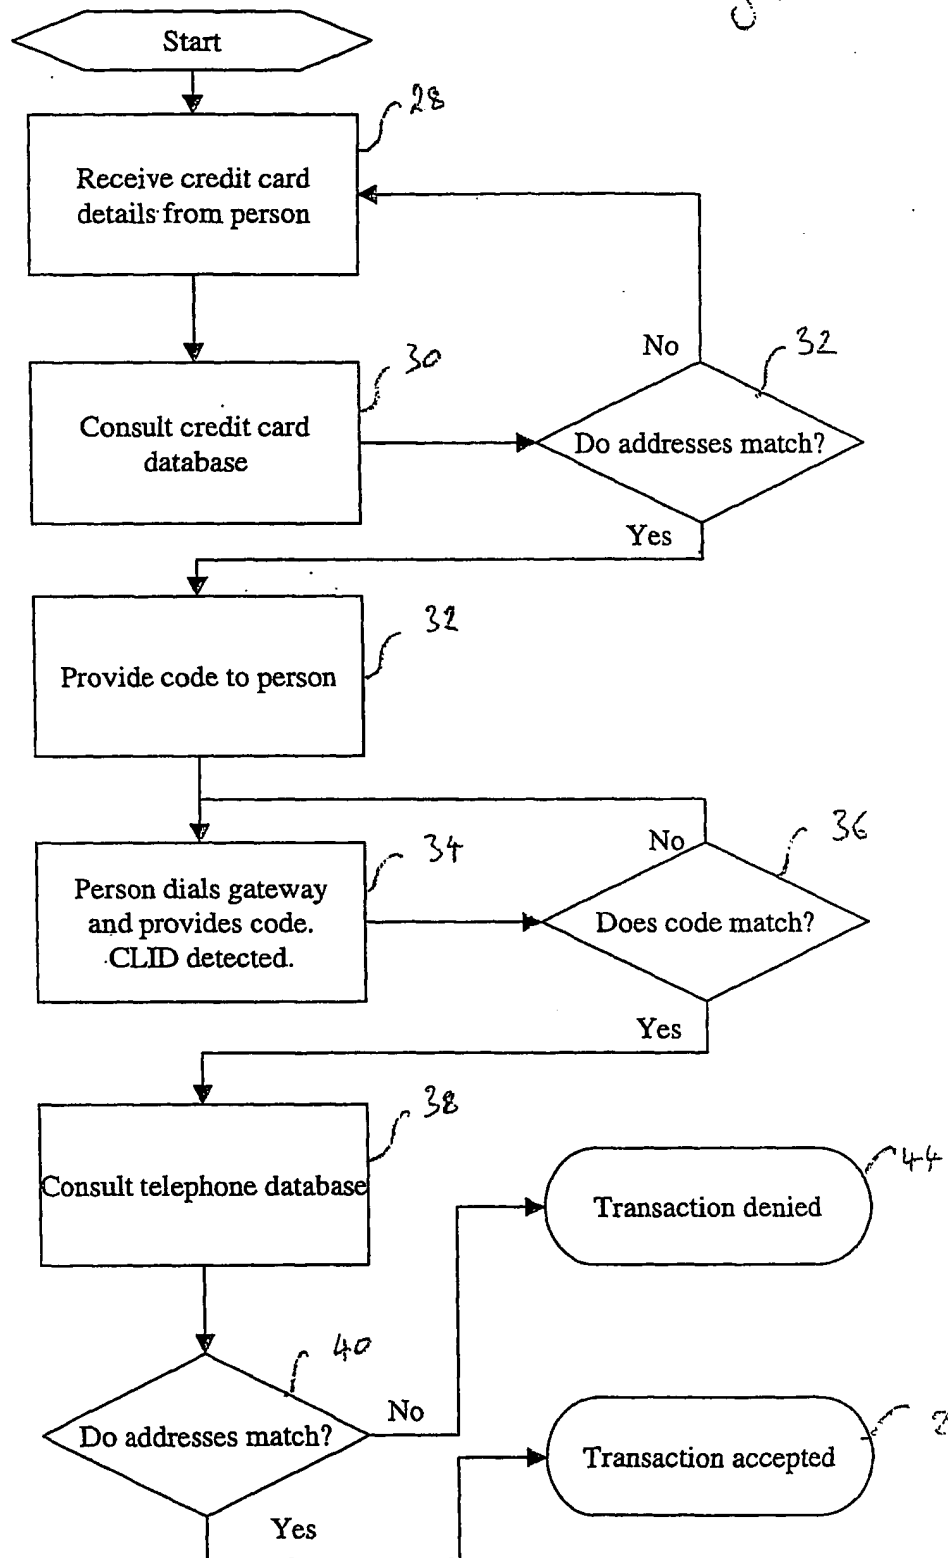 Start
28
Receive credit card
details from person
No
32
30
Consult credit card
database
Do addresses match?
Yes
32
Provide code to person
No
36
34
Person dials gateway
and provides code.
CLID detected.
Does code match?
Yes
38
Consult telephone database
44
Transaction denied
40
No
Do addresses match?
Transaction accepted
Yes